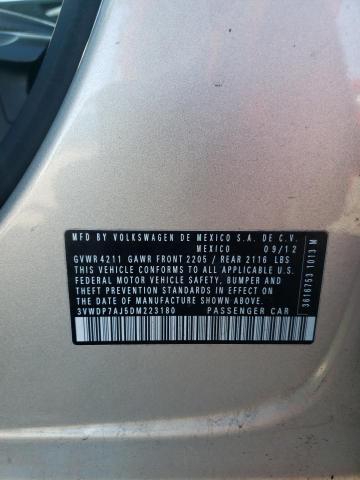 MFD BY VOLKSWAGEN DE MEXICO S.A. DE C.V.
MEXICO 09/12
GVWR 4211 GAWR FRONT 2205 / REAR 2116 LBS
THIS VEHICLE CONFORMS TO ALL APPLICABLE U.S.
FEDERAL MOTOR VEHICLE SAFETY, BUMPER AND
THEFT PREVENTION STANDARDS IN EFFECT ON THE
DATE OF MANUFACTURE SHOWN ABOVE.
3VWDP7AJ5DM223180 PASSENGER CAR
3616753 1013 M